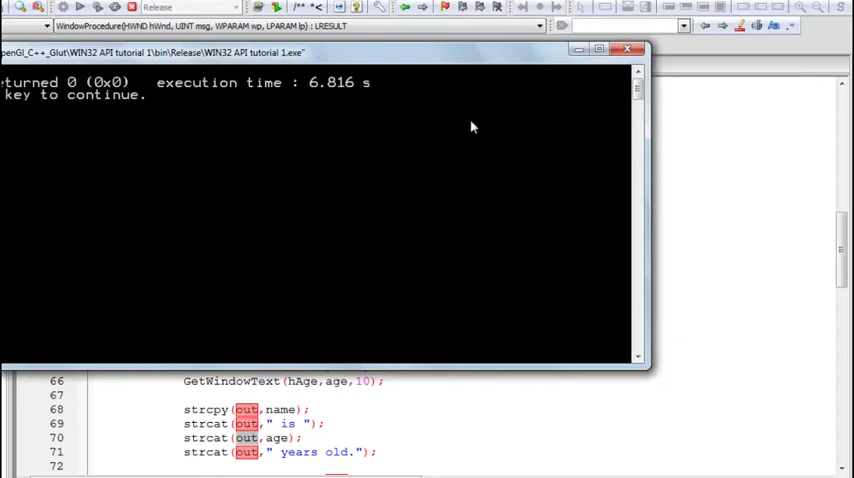 Release
/** *<
WindowProcedure(HWND hWnd, UINT msg, WPARAM wp, LPARAM lp) : LRESULT
Aa .*
penGl_C++_Glut\WIN32 API tutorial 1\bin\Release\WIN32 API tutorial 1.exe"
eturned 0 (0x0) execution time : 6.816 s
key to continue.
66 GetWindowText(hAge,age,10);
67
68 strcpy(out,name);
69 strcat(out," is ");
70 strcat(out,age);
71 strcat(out," years old.");
72